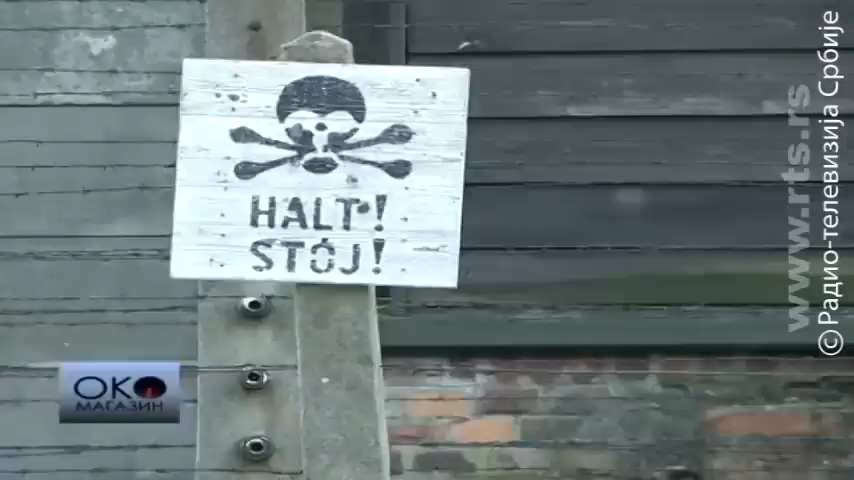 HALT!
STÓJ!
OKO
МАГАЗИН
www.rts.rs
© Радио-телевизија Србије